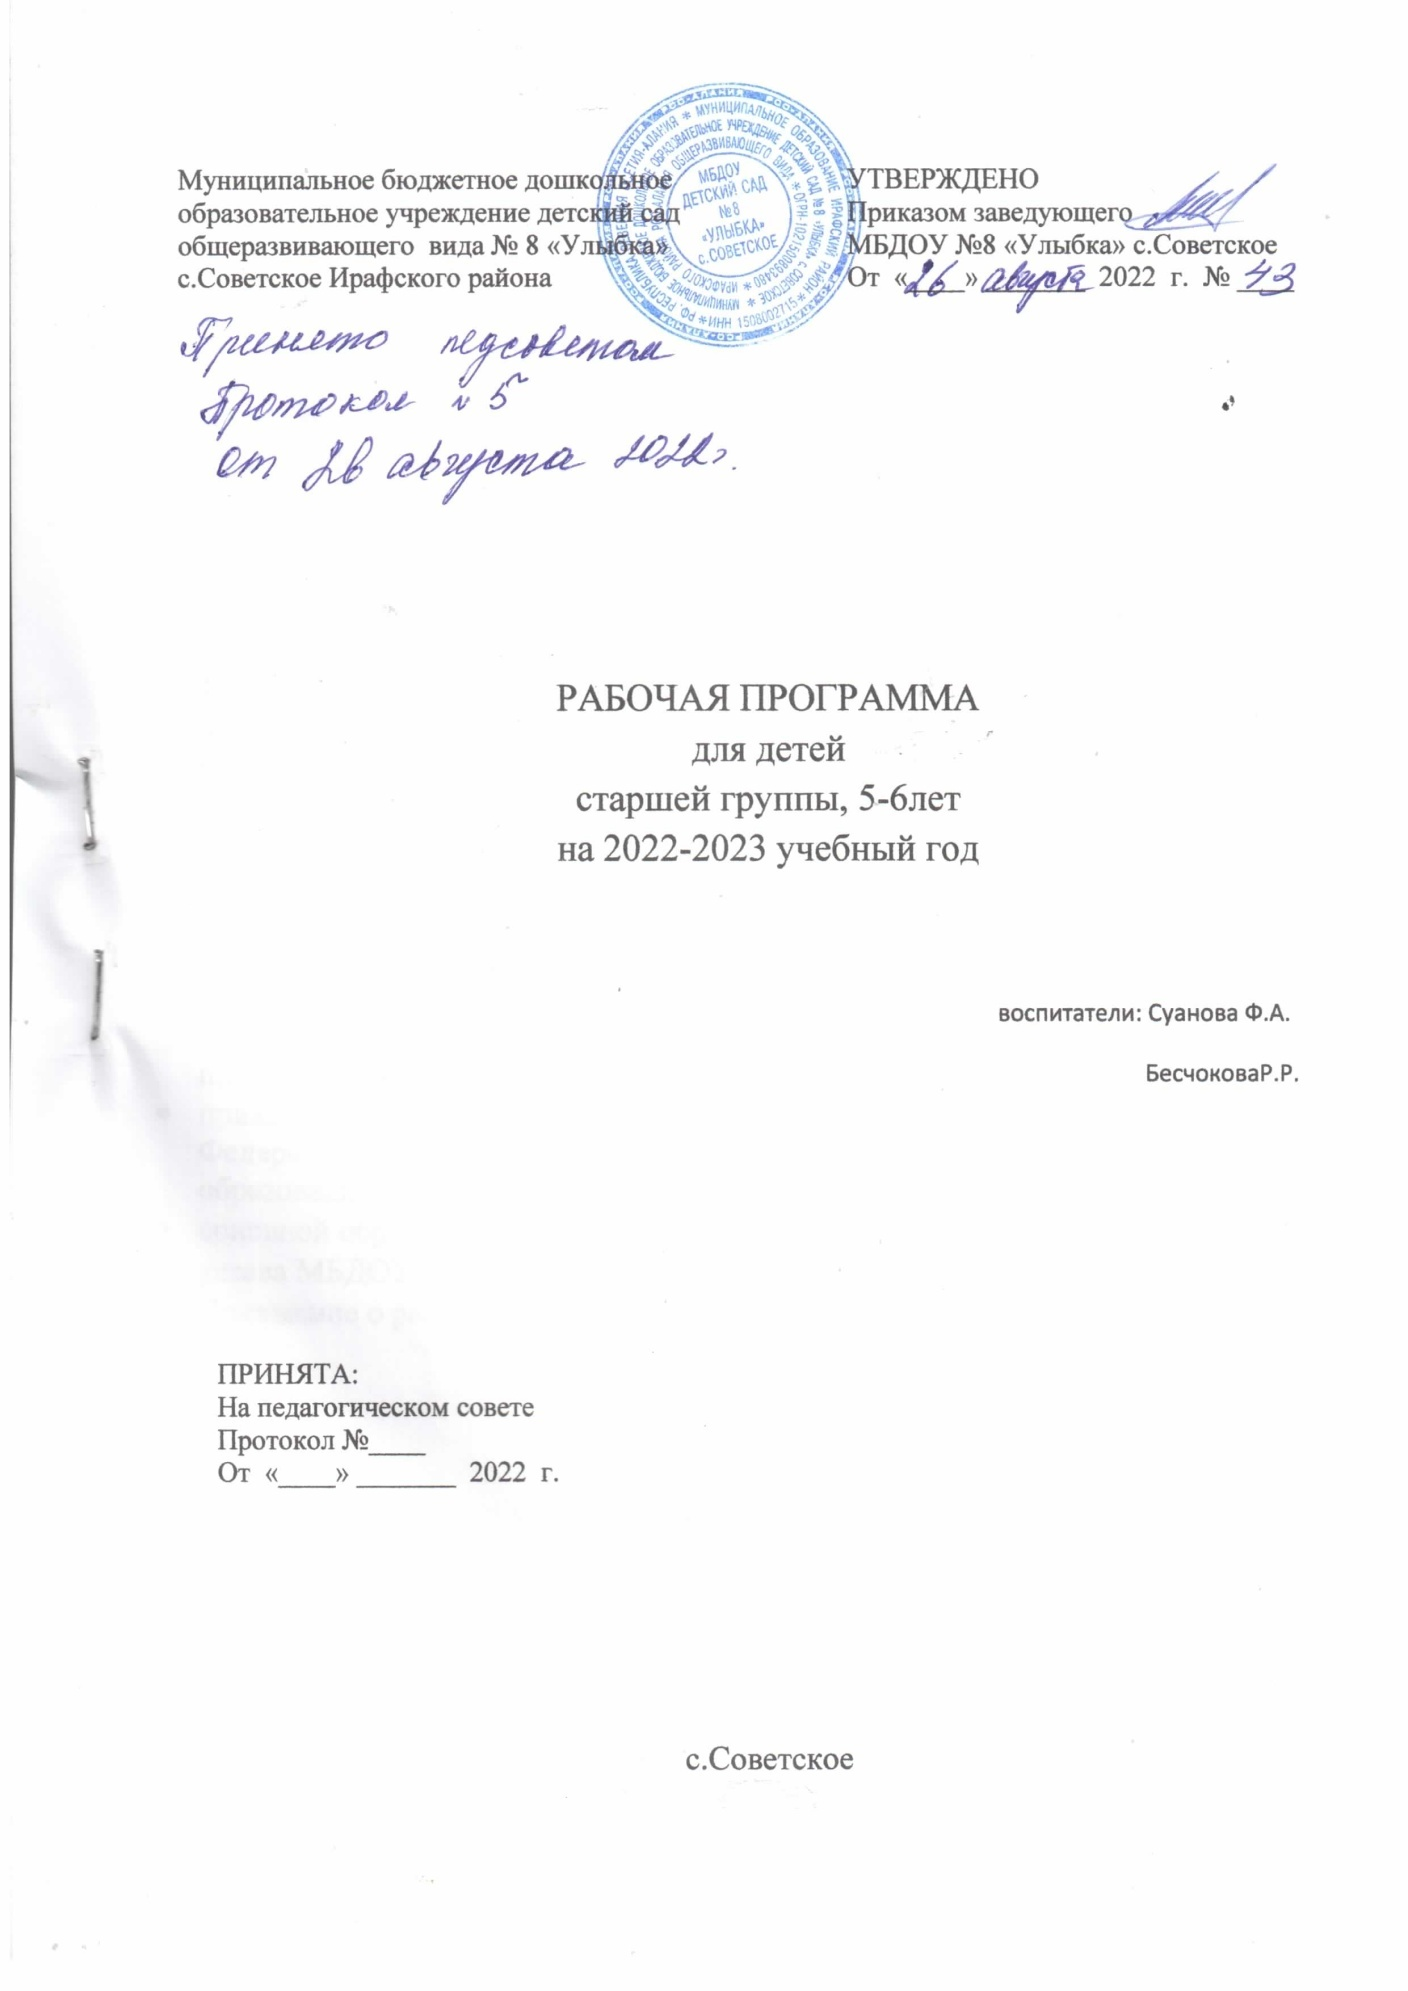 Муниципальное бюджетное дошкольное
образовательное учреждение детский сад
общеразвивающего вида № 8 «Улыбка»
с.Советское Ирафского района
УТВЕРЖДЕНО
Приказом заведующего
МБДОУ №8 «Улыбка» с.Советское
От «26» августа 2022 г. № 43
МБДОУ
ДЕТСКИЙ САД
№8
«УЛЫБКА»
с.СОВЕТСКОЕ
Принято педсоветом
Протокол № 5
от 26 августа 2022г.
РАБОЧАЯ ПРОГРАММА
для детей
старшей группы, 5-6лет
на 2022-2023 учебный год
воспитатели: Суанова Ф.А.
БесчоковаР.Р.
ПРИНЯТА:
На педагогическом совете
Протокол №____
От «____» _______ 2022 г.
с.Советское